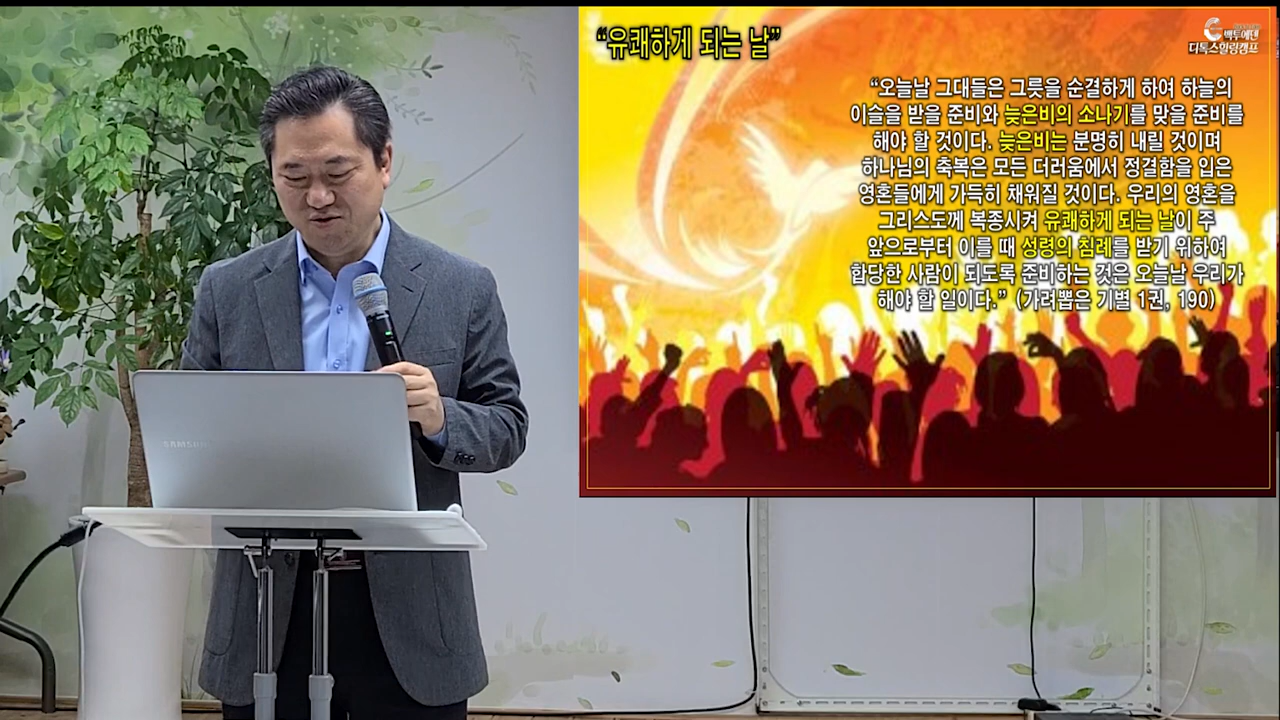 “유쾌하게 되는 날”
백투에덴
디톡스힐링캠프
“오늘날 그대들은 그릇을 순결하게 하여 하늘의
이슬을 받을 준비와 늦은비의 소나기를 맞을 준비를
해야 할 것이다. 늦은비는 분명히 내릴 것이며
하나님의 축복은 모든 더러움에서 정결함을 입은
영혼들에게 가득히 채워질 것이다. 우리의 영혼을
그리스도께 복종시켜 유쾌하게 되는 날이 주
앞으로부터 이를 때 성령의 침례를 받기 위하여
합당한 사람이 되도록 준비하는 것은 오늘날 우리가
해야 할 일이다.” (가려뽑은 기별 1권, 190)
SAMSUNG